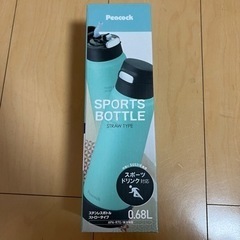 Peacock
SPORTS
BOTTLE
STRAW TYPE
スポーツ
ドリンク対応
ステンレスボトル
ストロータイプ
0.68L